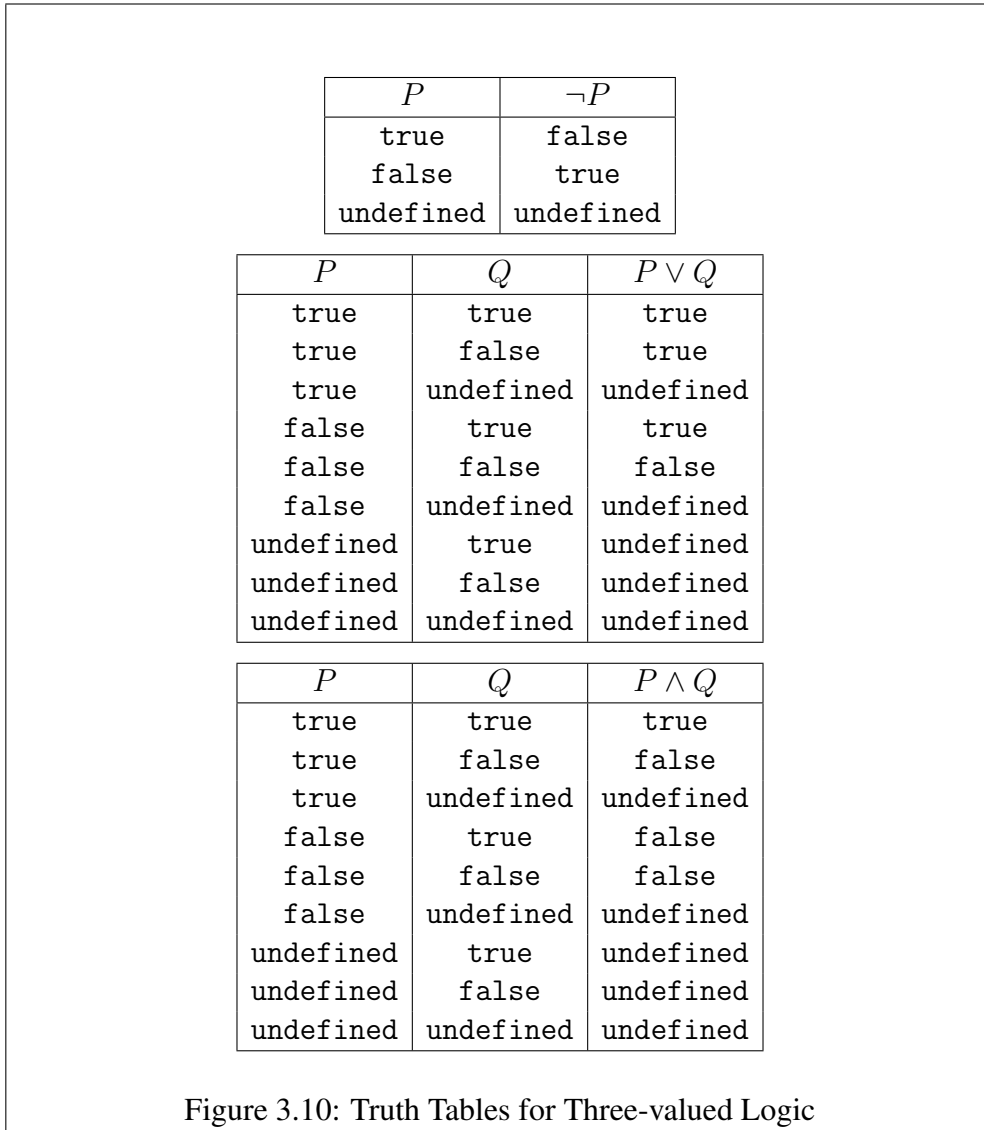 P ¬P
true false
false true
undefined undefined
P Q P ∨ Q
true true true
true false true
true undefined undefined
false true true
false false false
false undefined undefined
undefined true undefined
undefined false undefined
undefined undefined undefined
P Q P ∧ Q
true true true
true false false
true undefined undefined
false true false
false false false
false undefined undefined
undefined true undefined
undefined false undefined
undefined undefined undefined
Figure 3.10: Truth Tables for Three-valued Logic